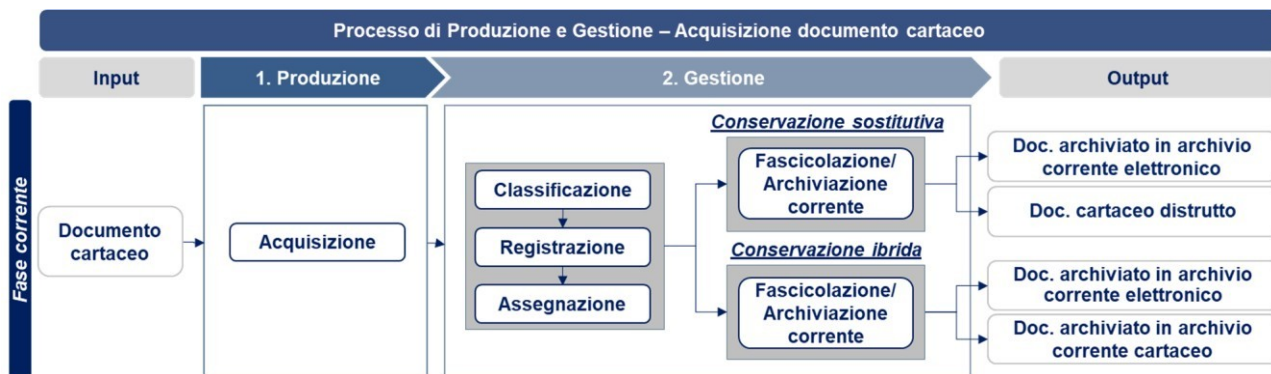 Processo di Produzione e Gestione – Acquisizione documento cartaceo
Input
1. Produzione
2. Gestione
Output
Fase corrente
Documento
cartaceo
Acquisizione
Classificazione
Registrazione
Assegnazione
Conservazione sostitutiva
Fascicolazione/
Archiviazione
corrente
Conservazione ibrida
Fascicolazione/
Archiviazione
corrente
Doc. archiviato in archivio
corrente elettronico
Doc. cartaceo distrutto
Doc. archiviato in archivio
corrente elettronico
Doc. archiviato in archivio
corrente cartaceo